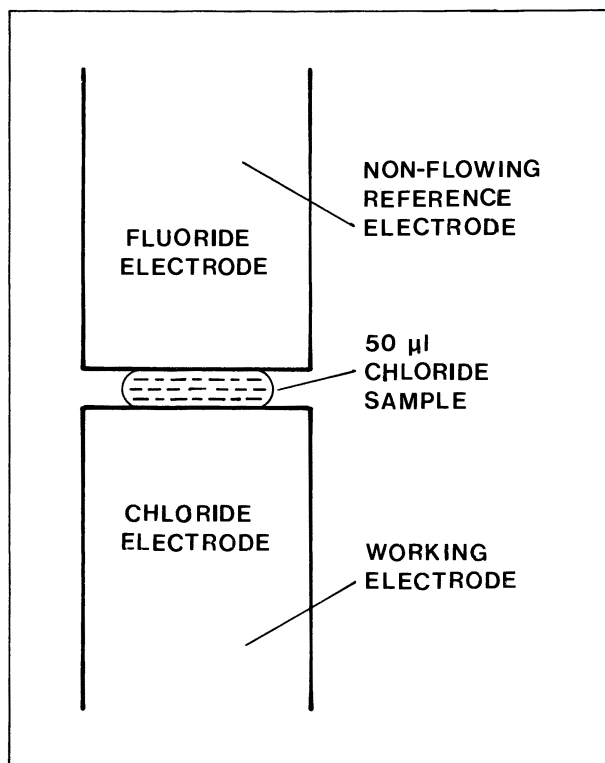 FLUORIDE
ELECTRODE
NON-FLOWING
REFERENCE
ELECTRODE
50 µl
CHLORIDE
SAMPLE
CHLORIDE
ELECTRODE
WORKING
ELECTRODE